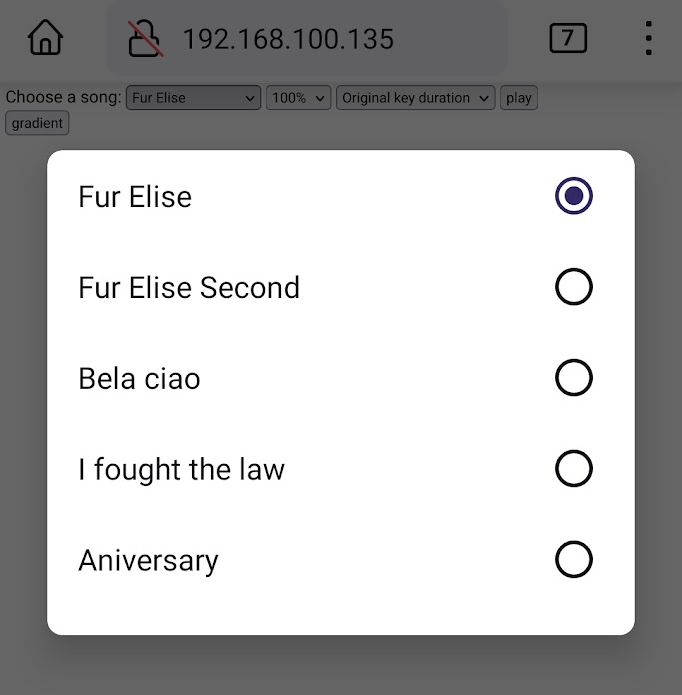 192.168.100.135 7
Choose a song: Fur Elise 100% Original key duration play
gradient
Fur Elise
Fur Elise Second
Bela ciao
I fought the law
Aniversary